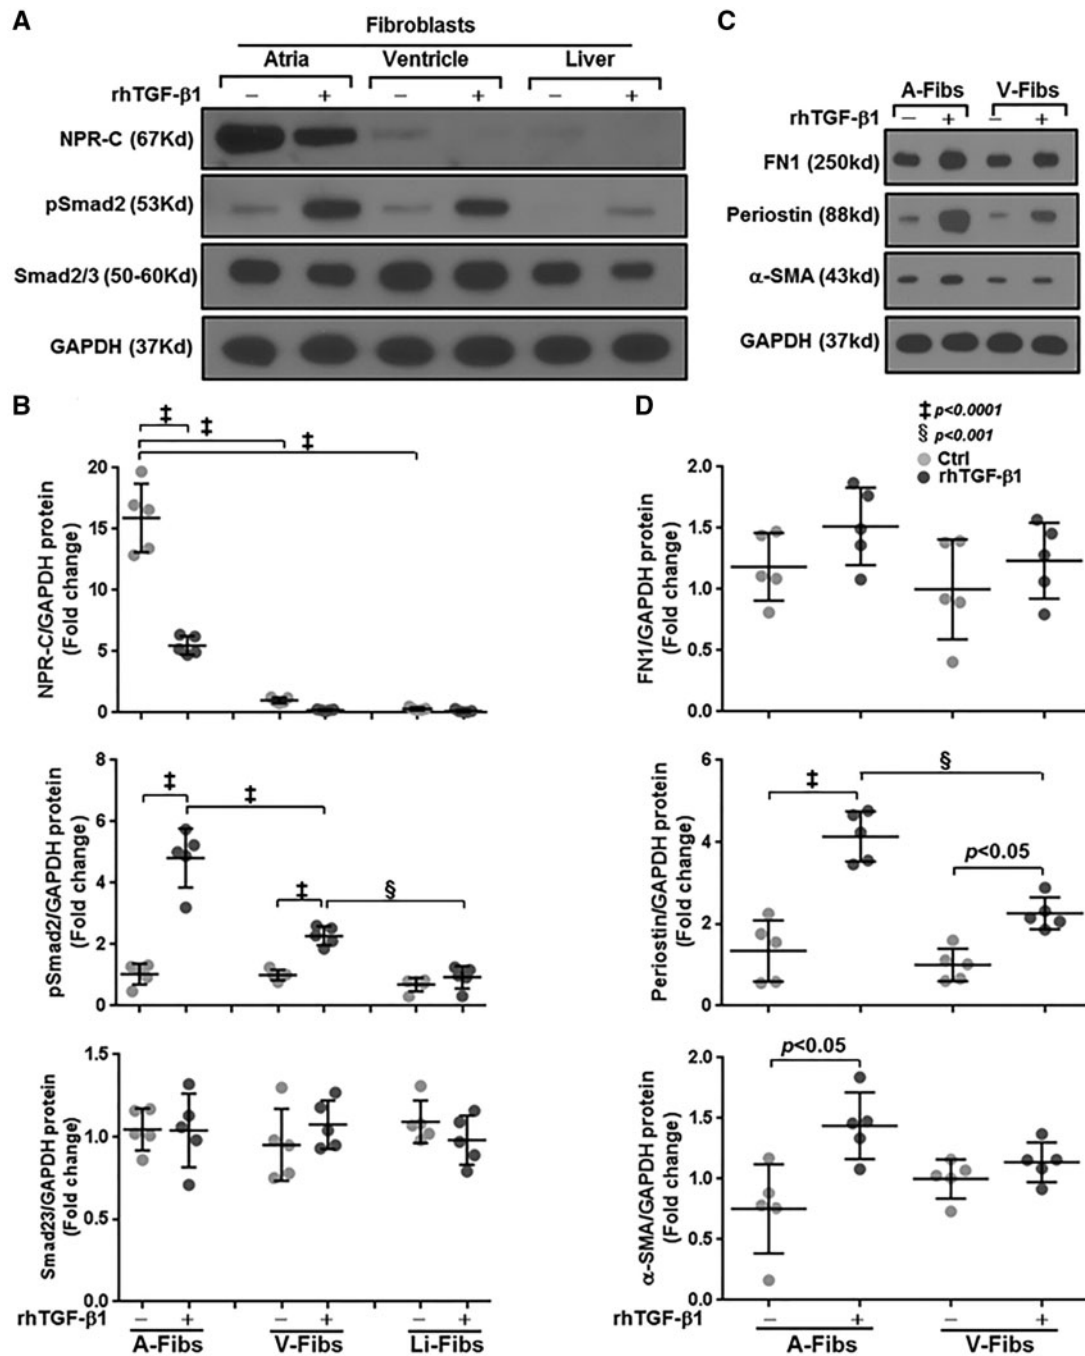 A
Fibroblasts
Atria Ventricle Liver
rhTGF-β1 – + – + – +
NPR-C (67Kd)
pSmad2 (53Kd)
Smad2/3 (50-60Kd)
GAPDH (37Kd)
C
A-Fibs V-Fibs
rhTGF-β1 – + – +
FN1 (250kd)
Periostin (88kd)
α-SMA (43kd)
GAPDH (37kd)
B
NPR-C/GAPDH protein
(Fold change)
20
15
10
5
0
‡
‡
‡
pSmad2/GAPDH protein
(Fold change)
8
6
4
2
0
‡
‡
‡
§
Smad23/GAPDH protein
(Fold change)
1.5
1.0
0.5
0.0
rhTGF-β1 – + – + – +
A-Fibs V-Fibs Li-Fibs
D
‡ p<0.0001
§ p<0.001
Ctrl
rhTGF-β1
FN1/GAPDH protein
(Fold change)
2.0
1.5
1.0
0.5
0.0
Periostin/GAPDH protein
(Fold change)
6
4
2
0
‡
§
p<0.05
α-SMA/GAPDH protein
(Fold change)
2.0
1.5
1.0
0.5
0.0
p<0.05
rhTGF-β1 – + – +
A-Fibs V-Fibs